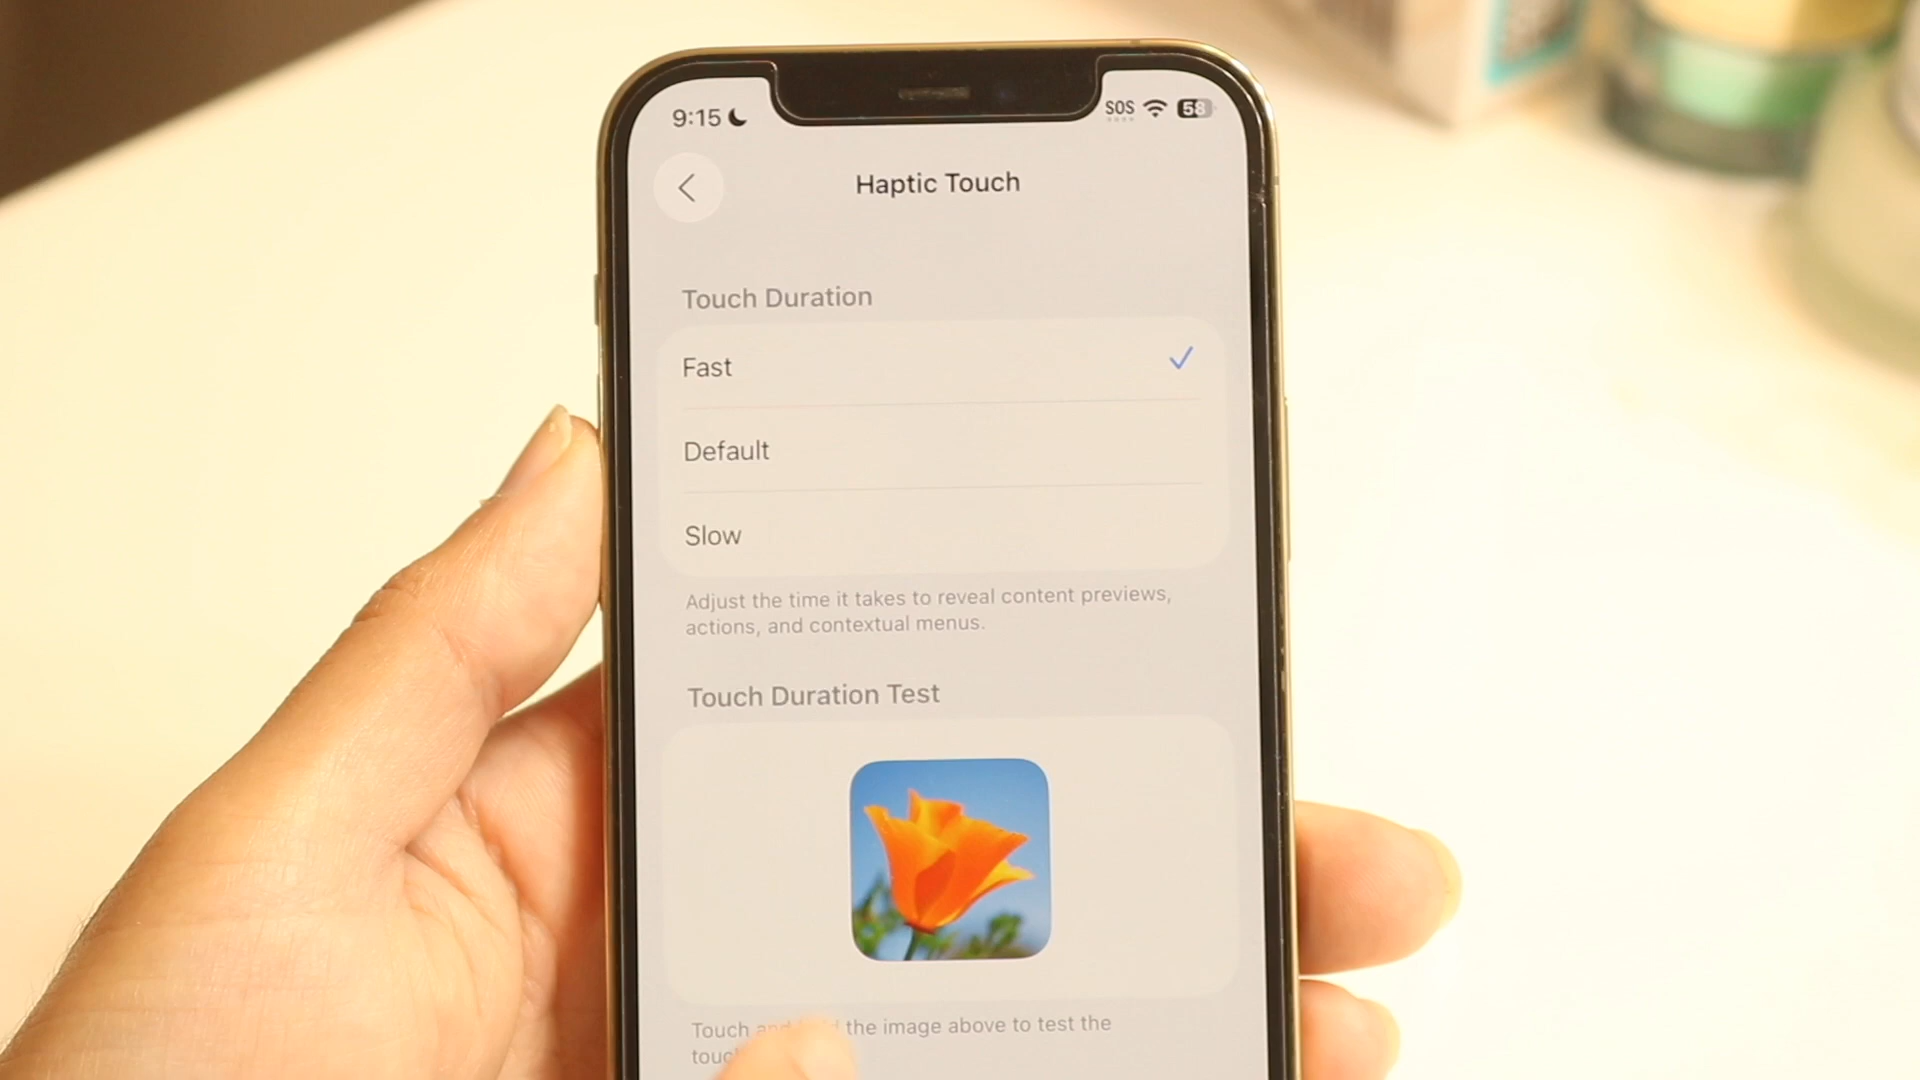 9:15
SOS
58
Haptic Touch
Touch Duration
Fast
Default
Slow
Adjust the time it takes to reveal content previews,
actions, and contextual menus.
Touch Duration Test
Touch the image above to test the